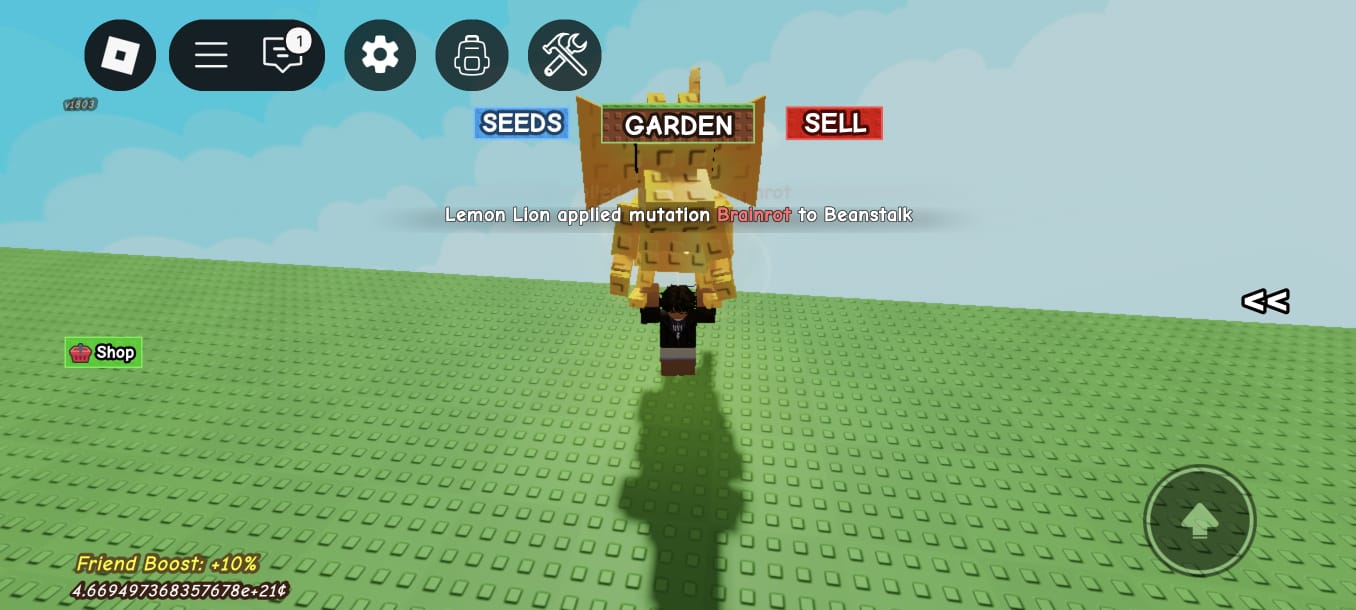 1
v1803
SEEDS
GARDEN
SELL
Lemon Lion applied mutation Brainrot to Beanstalk
<<
Shop
Friend Boost: +10%
4.669497368357678e+21¢